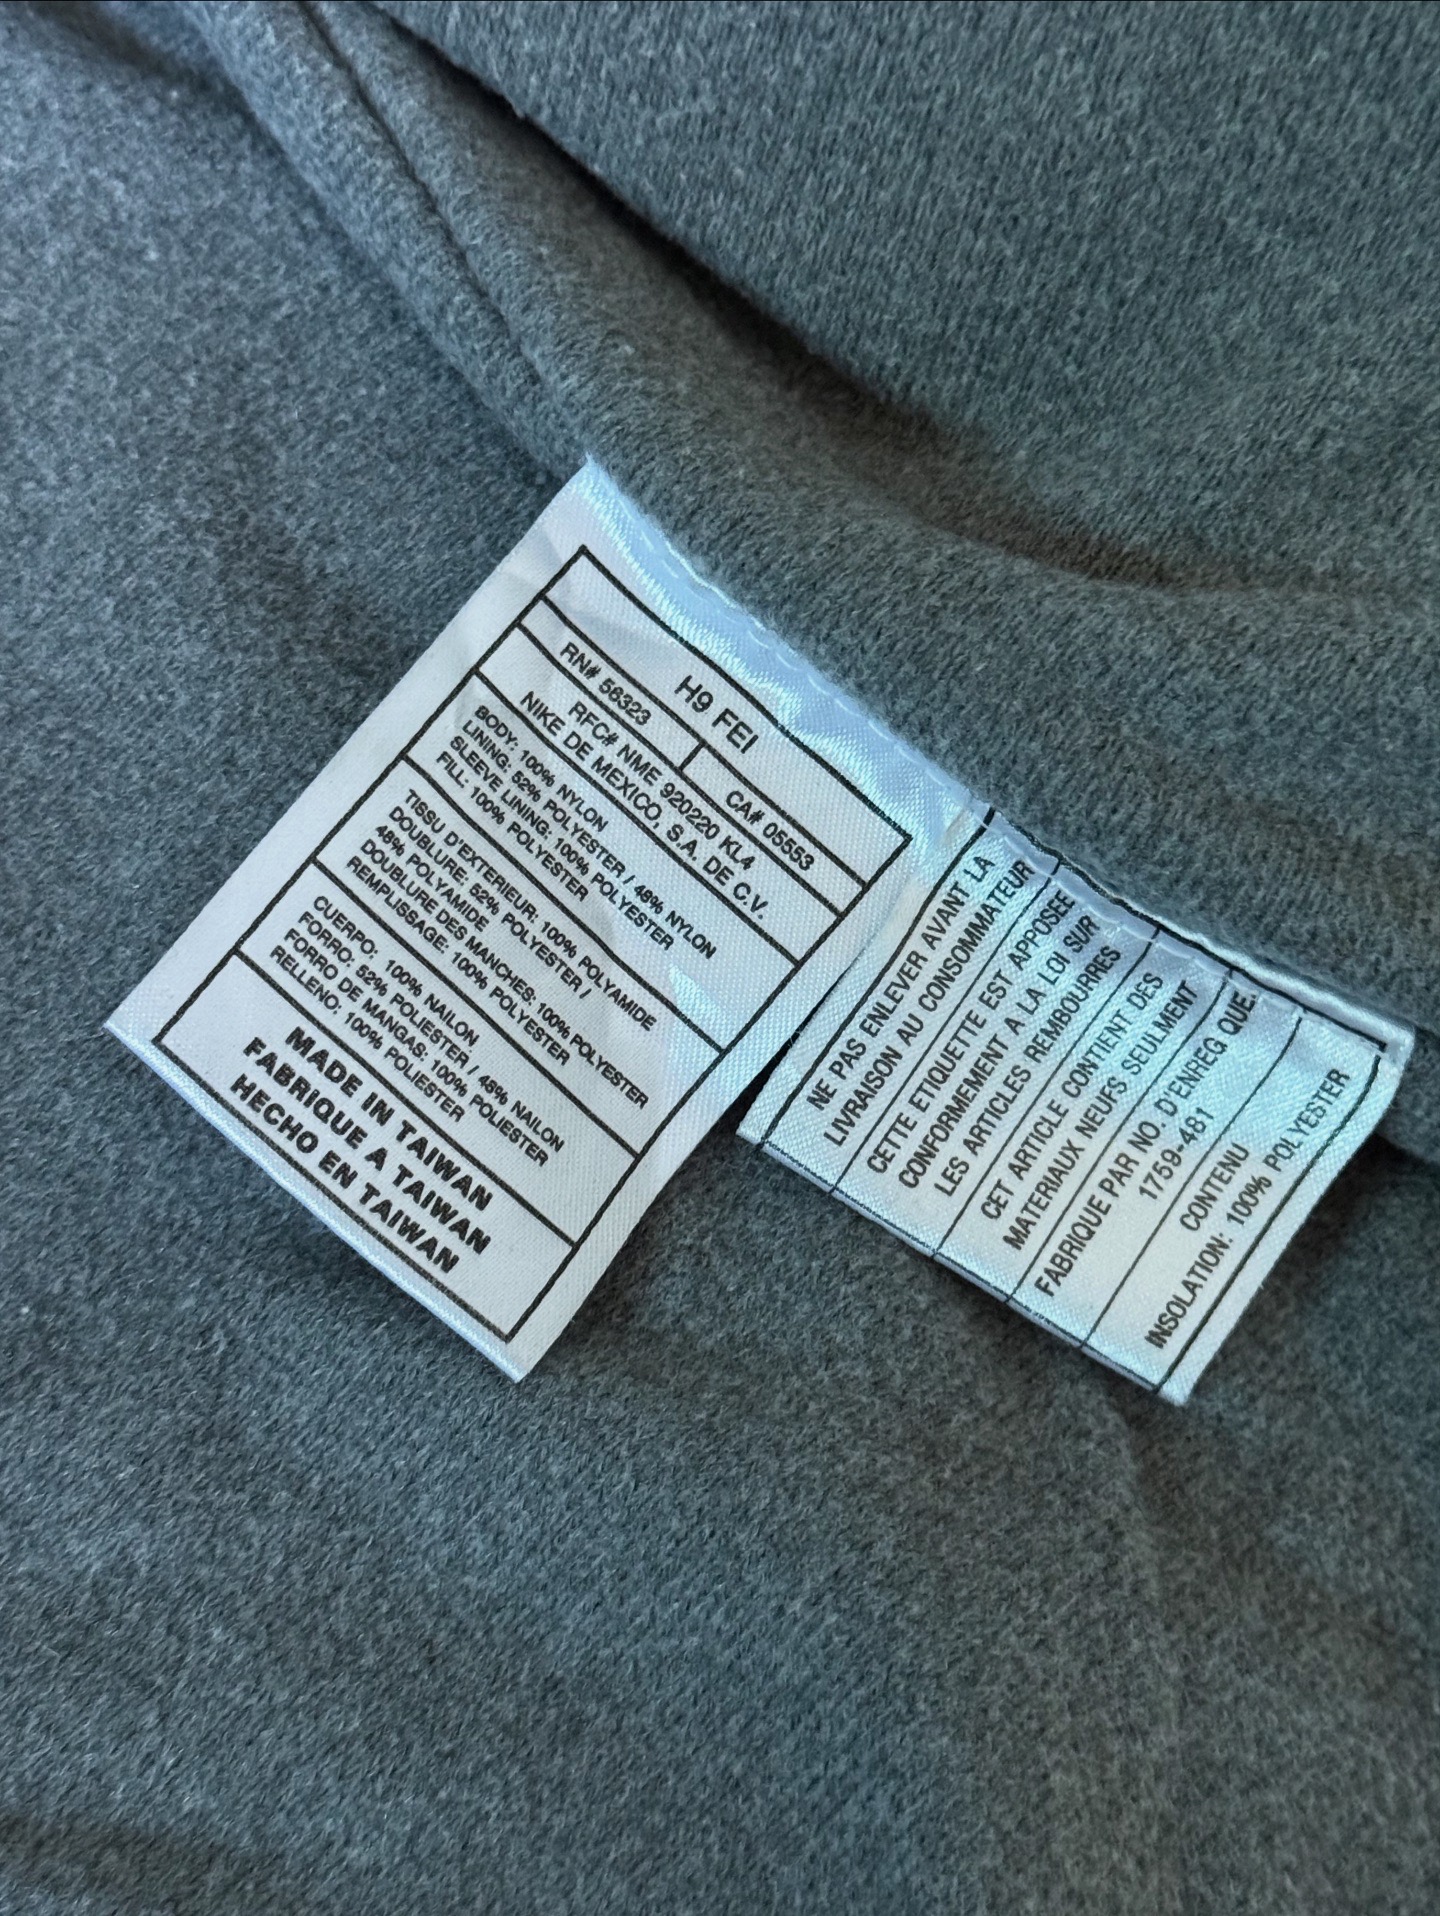 H9 FEI
RN# 56323
CA# 05553
RFC# NME 920220 KL4
NIKE DE MEXICO, S.A. DE C.V.
BODY: 100% NYLON
LINING: 52% POLYESTER / 48% NYLON
SLEEVE LINING: 100% POLYESTER
FILL: 100% POLYESTER
TISSU D'EXTERIEUR: 100% POLYAMIDE
DOUBLURE: 52% POLYESTER /
48% POLYAMIDE
DOUBLURE DES MANCHES: 100% POLYESTER
REMPLISSAGE: 100% POLYESTER
CUERPO: 100% NAILON
FORRO: 52% POLIESTER / 48% NAILON
FORRO DE MANGAS: 100% POLIESTER
RELLENO: 100% POLIESTER
MADE IN TAIWAN
FABRIQUE A TAIWAN
HECHO EN TAIWAN
NE PAS ENLEVER AVANT LA
LIVRAISON AU CONSOMMATEUR
CETTE ETIQUETTE EST APPOSEE
CONFORMEMENT A LA LOI SUR
LES ARTICLES REMBOURRES
CET ARTICLE CONTIENT DES
MATERIAUX NEUFS SEULMENT
FABRIQUE PAR NO. D'ENREG QUE.
1759-481
CONTENU
INSOLATION: 100% POLYESTER